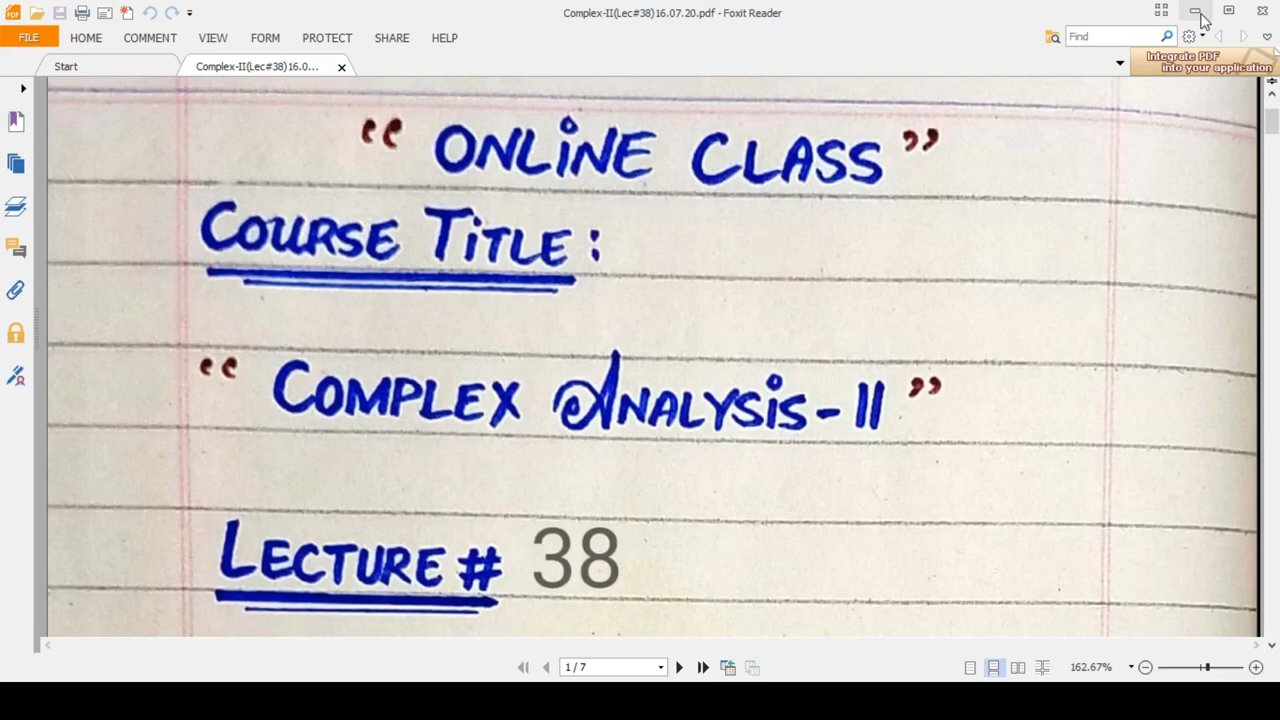 Complex-II(Lec#38)16.07.20.pdf - Foxit Reader
FILE HOME COMMENT VIEW FORM PROTECT SHARE HELP
Find
Start
Complex-II(Lec#38)16.0...
Integrate PDF
into your application
“ ONLiNE CLASS ”
COURSE TiTLE :
“ COMPLEX ANALYSiS-II ”
LECTURE # 38
1 / 7
162.67%